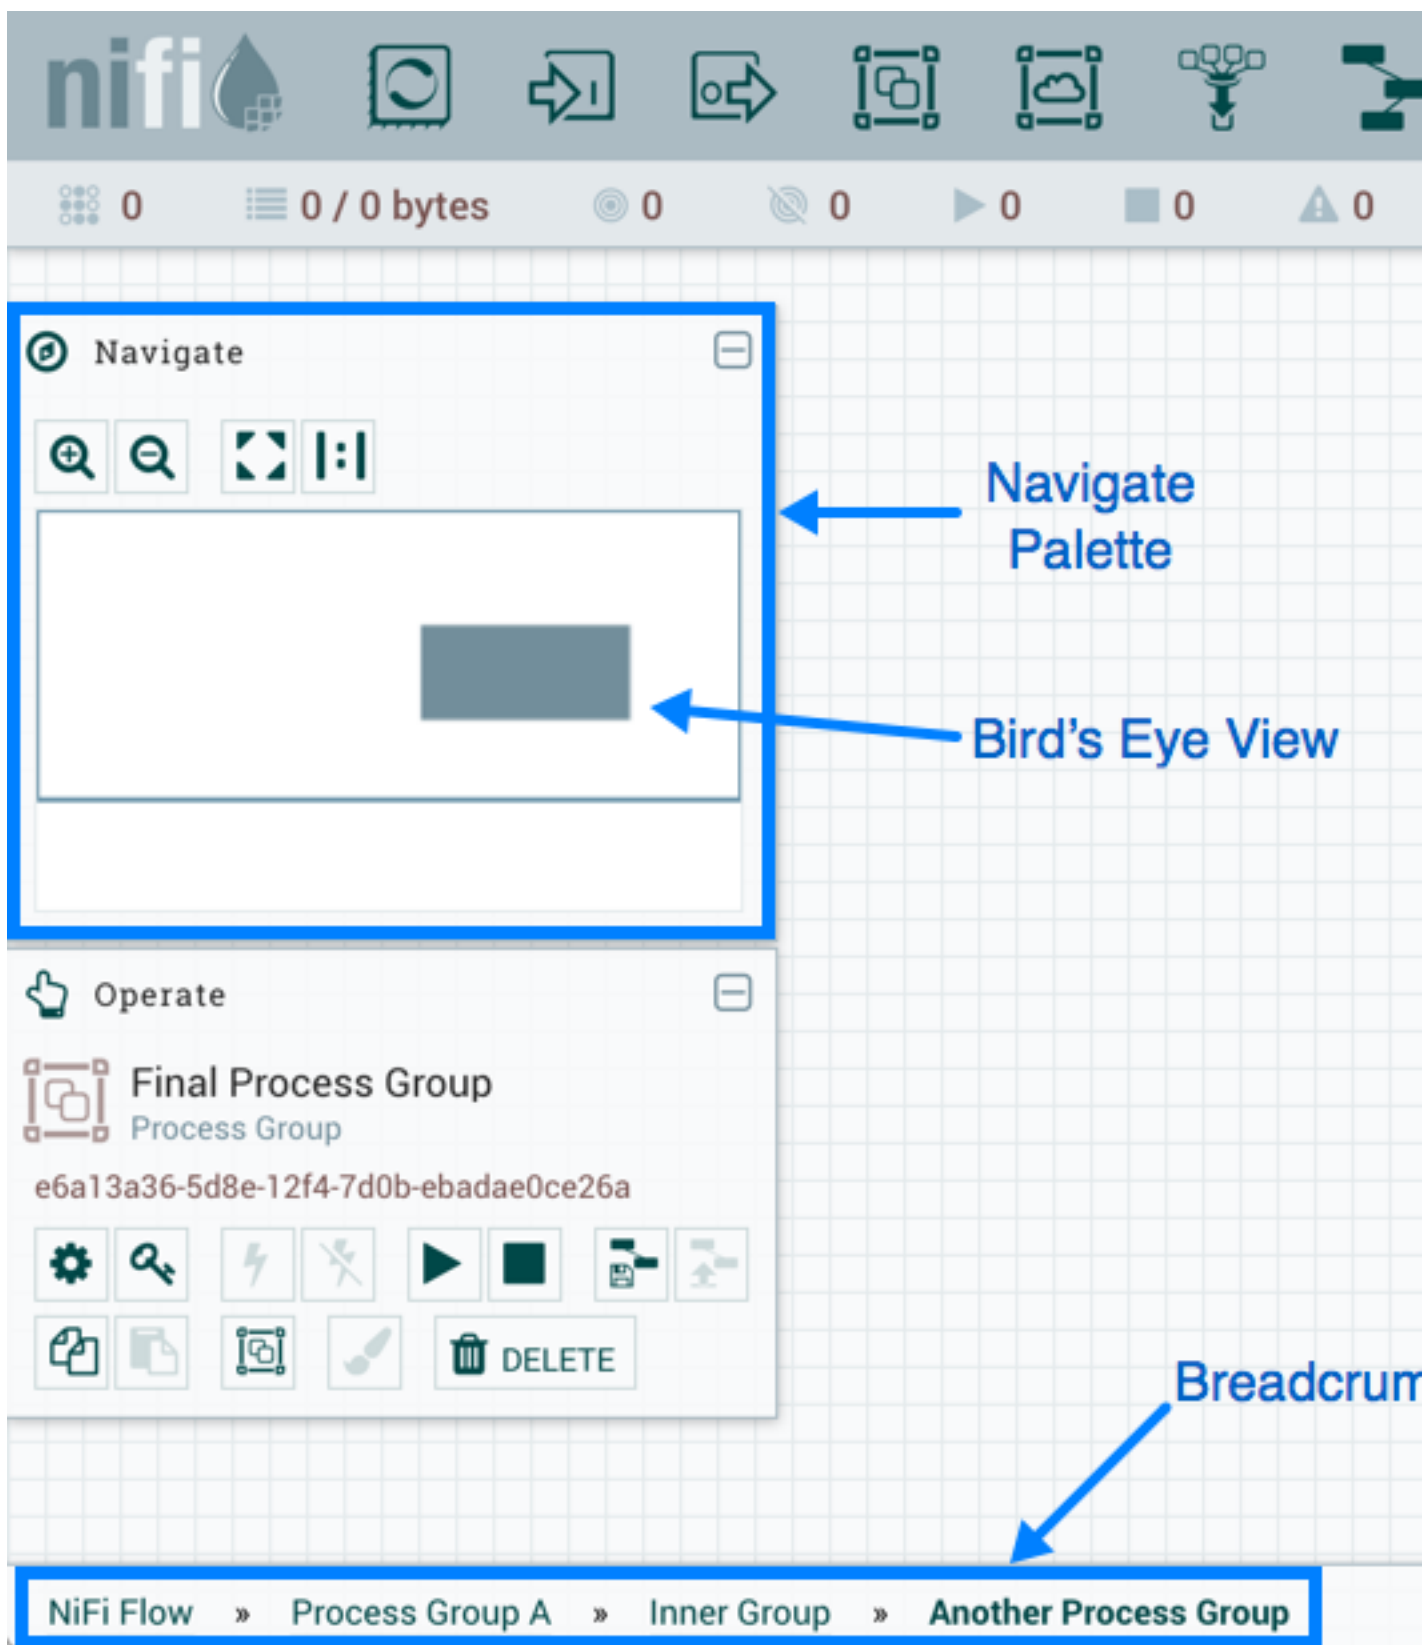 nifi
0 0 / 0 bytes 0 0 0 0 0
Navigate
Navigate
Palette
Bird's Eye View
Operate
Final Process Group
Process Group
e6a13a36-5d8e-12f4-7d0b-ebadae0ce26a
DELETE
Breadcrum
NiFi Flow » Process Group A » Inner Group » Another Process Group